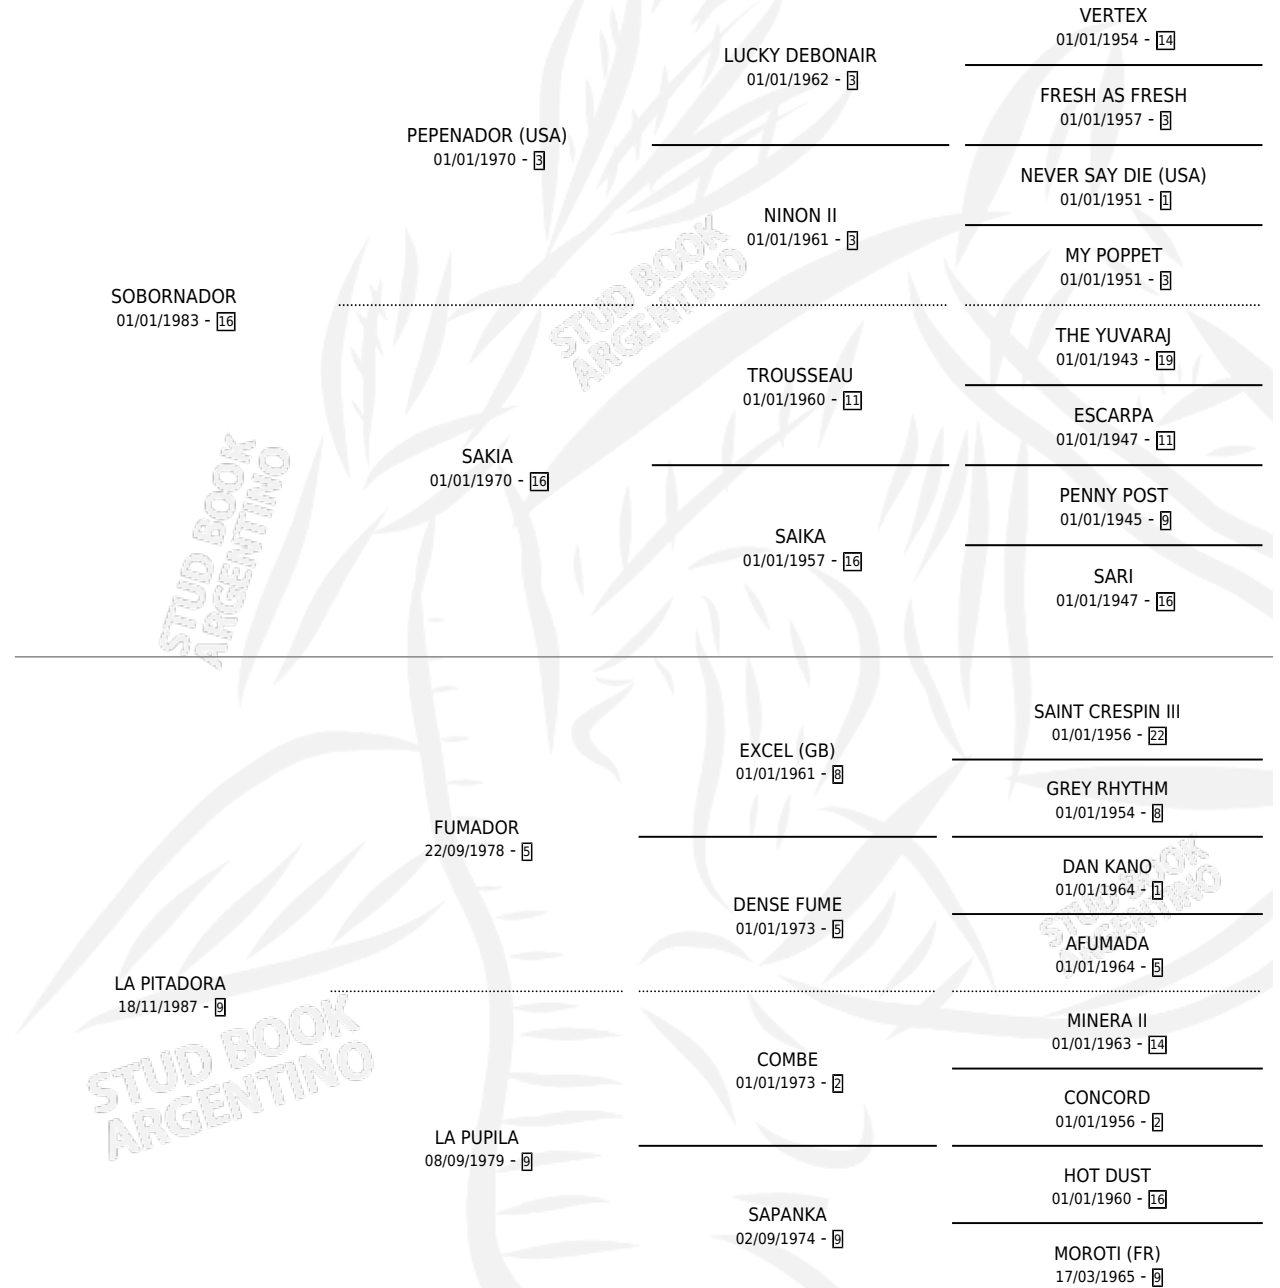 VERTEX
01/01/1954 - 14
LUCKY DEBONAIR
01/01/1962 - 3
FRESH AS FRESH
01/01/1957 - 3
PEPENADOR (USA)
01/01/1970 - 3
NEVER SAY DIE (USA)
01/01/1951 - 1
NINON II
01/01/1961 - 3
MY POPPET
01/01/1951 - 3
SOBORNADOR
01/01/1983 - 16
THE YUVARAJ
01/01/1943 - 19
TROUSSEAU
01/01/1960 - 11
ESCARPA
01/01/1947 - 11
SAKIA
01/01/1970 - 16
PENNY POST
01/01/1945 - 9
SAIKA
01/01/1957 - 16
SARI
01/01/1947 - 16
SAINT CRESPIN III
01/01/1956 - 22
EXCEL (GB)
01/01/1961 - 8
GREY RHYTHM
01/01/1954 - 8
FUMADOR
22/09/1978 - 5
DAN KANO
01/01/1964 - 1
DENSE FUME
01/01/1973 - 5
AFUMADA
01/01/1964 - 5
LA PITADORA
18/11/1987 - 9
MINERA II
01/01/1963 - 14
COMBE
01/01/1973 - 2
CONCORD
01/01/1956 - 2
LA PUPILA
08/09/1979 - 9
HOT DUST
01/01/1960 - 16
SAPANKA
02/09/1974 - 9
MOROTI (FR)
17/03/1965 - 9
STUD BOOK
ARGENTINO
STUD BOOK
ARGENTINO
STUD BOOK
ARGENTINO
STUD BOOK
ARGENTINO